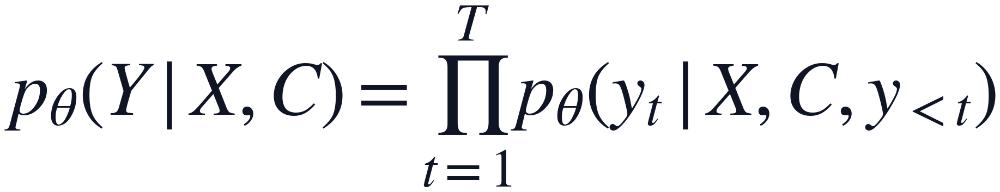 p_θ(Y | X, C) = ∏_{t=1}^{T} p_θ(y_t | X, C, y_{<t})